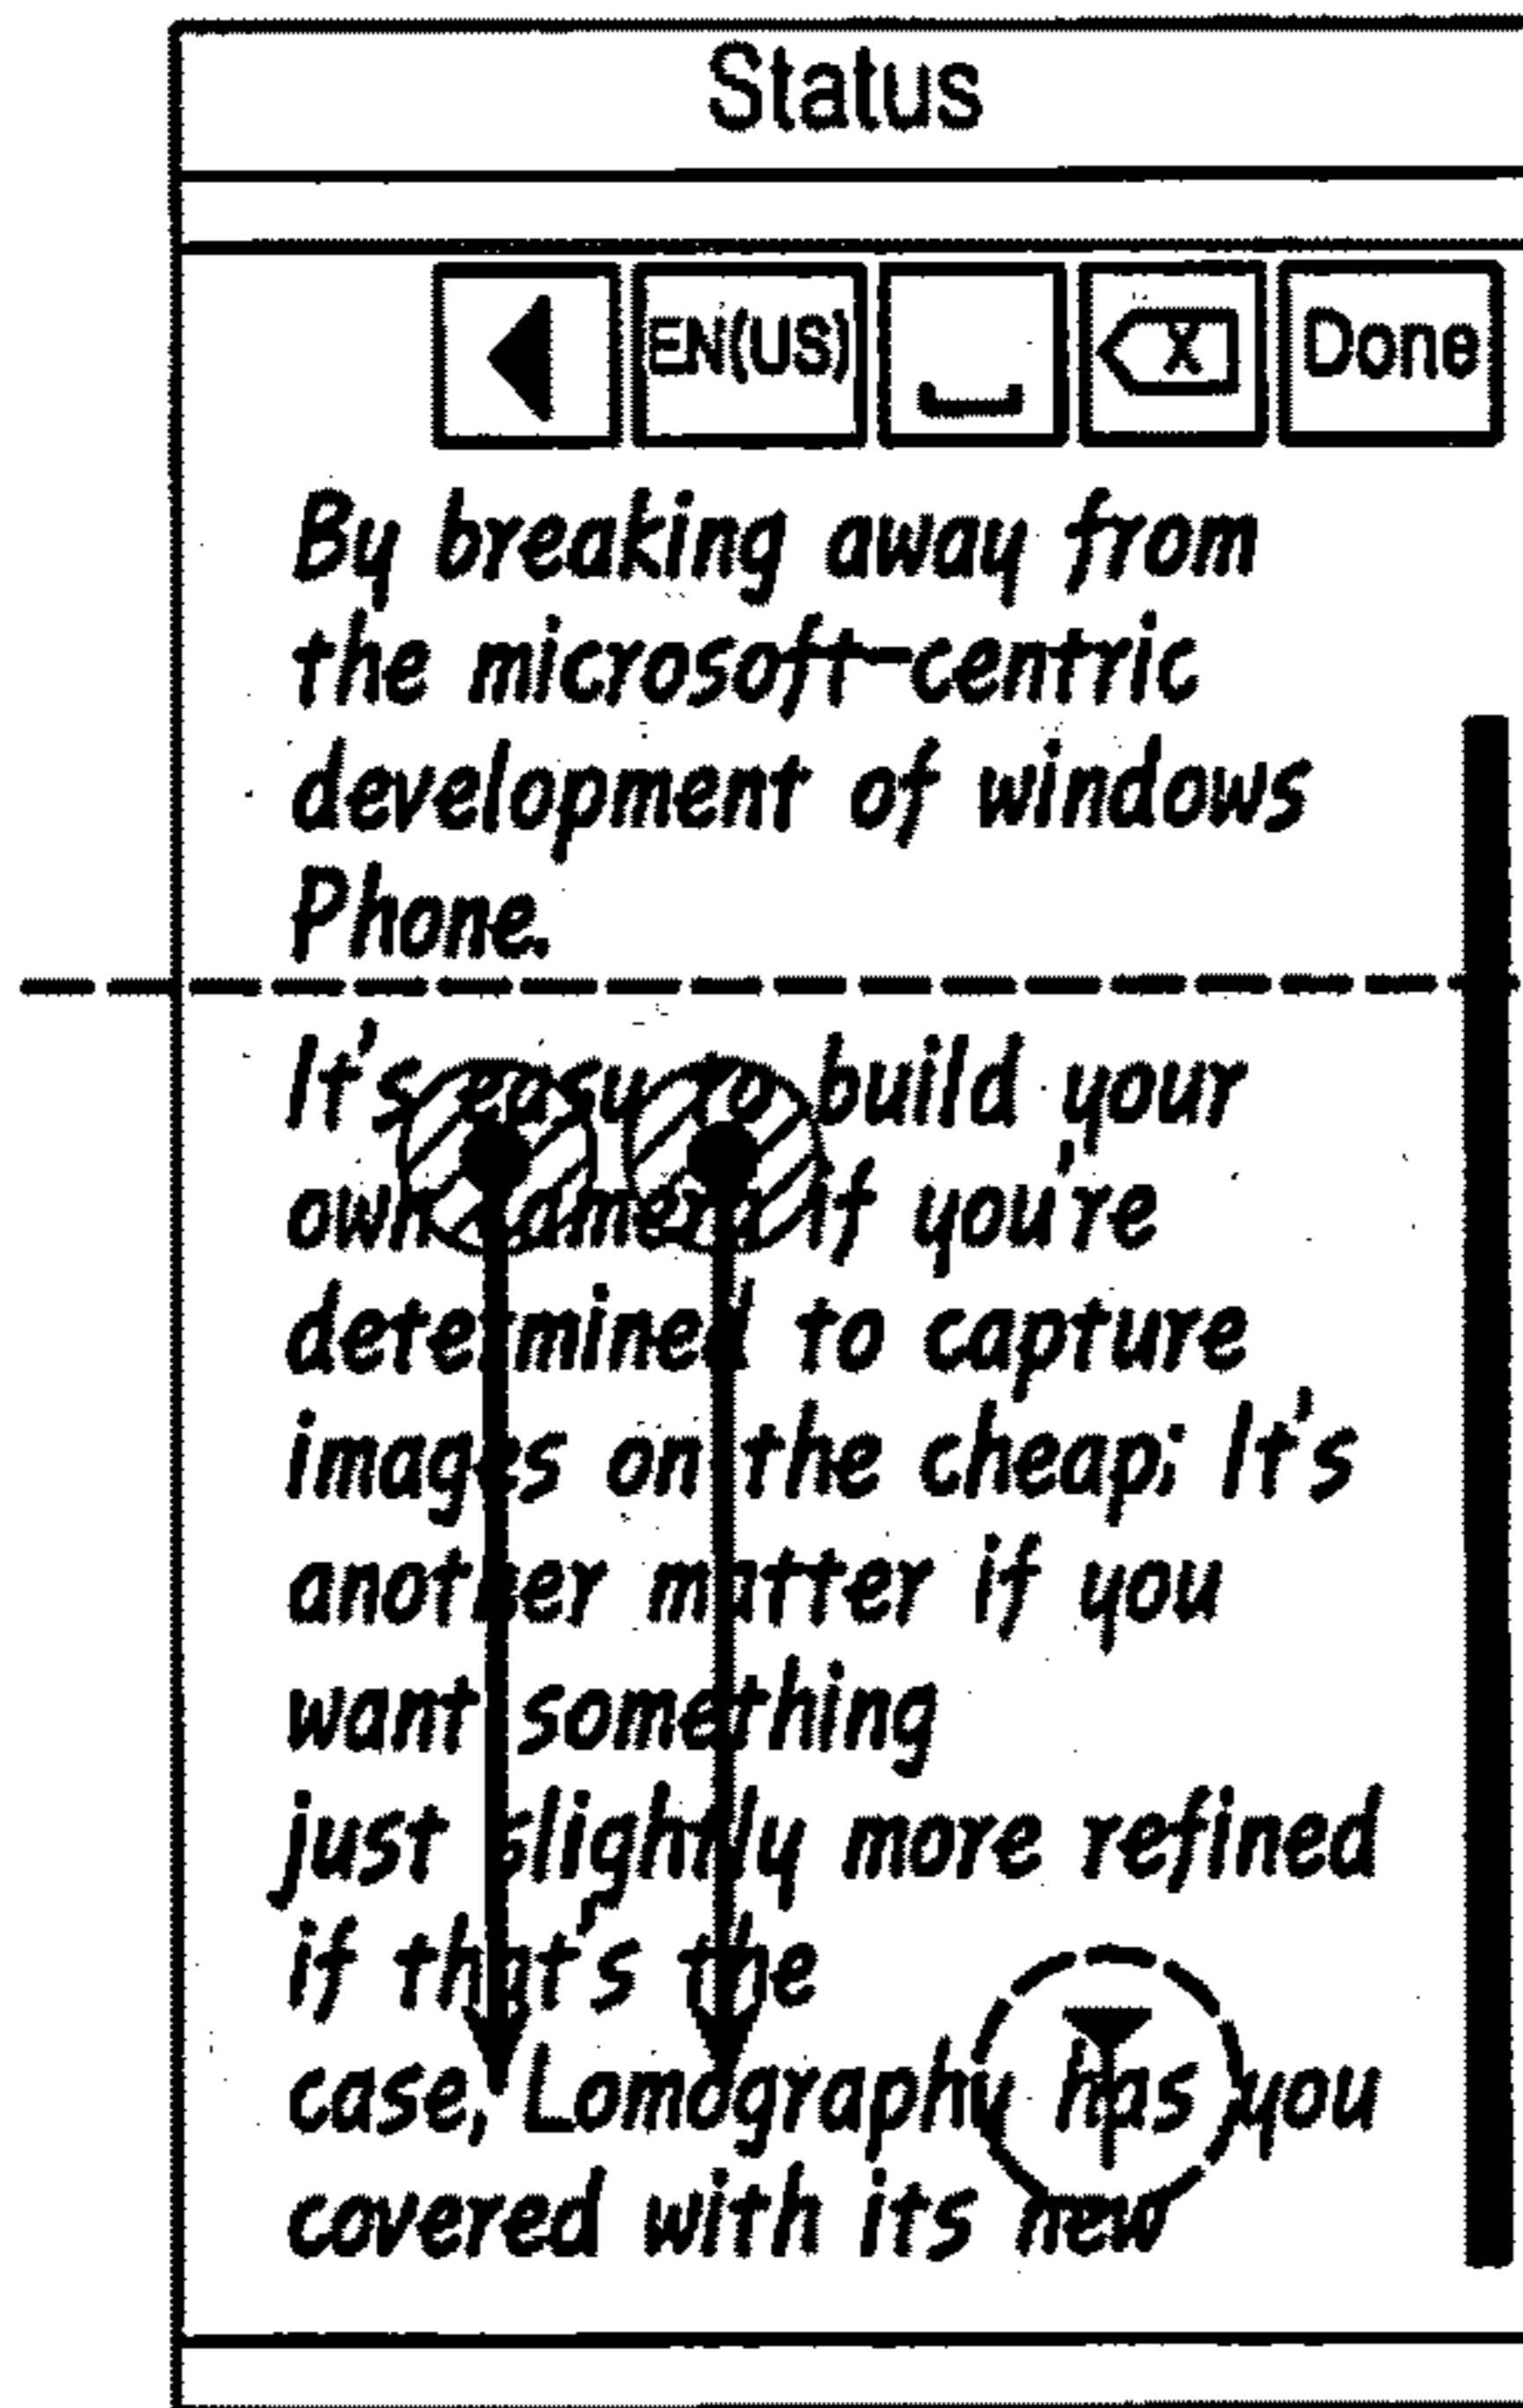 Status
EN(US) Done
By breaking away from
the microsoft-centric
development of windows
Phone.
It's easy to build your
own camera if you're
determined to capture
images on the cheap; It's
another matter if you
want something
just slightly more refined
if that's the
case, Lomography has you
covered with its new